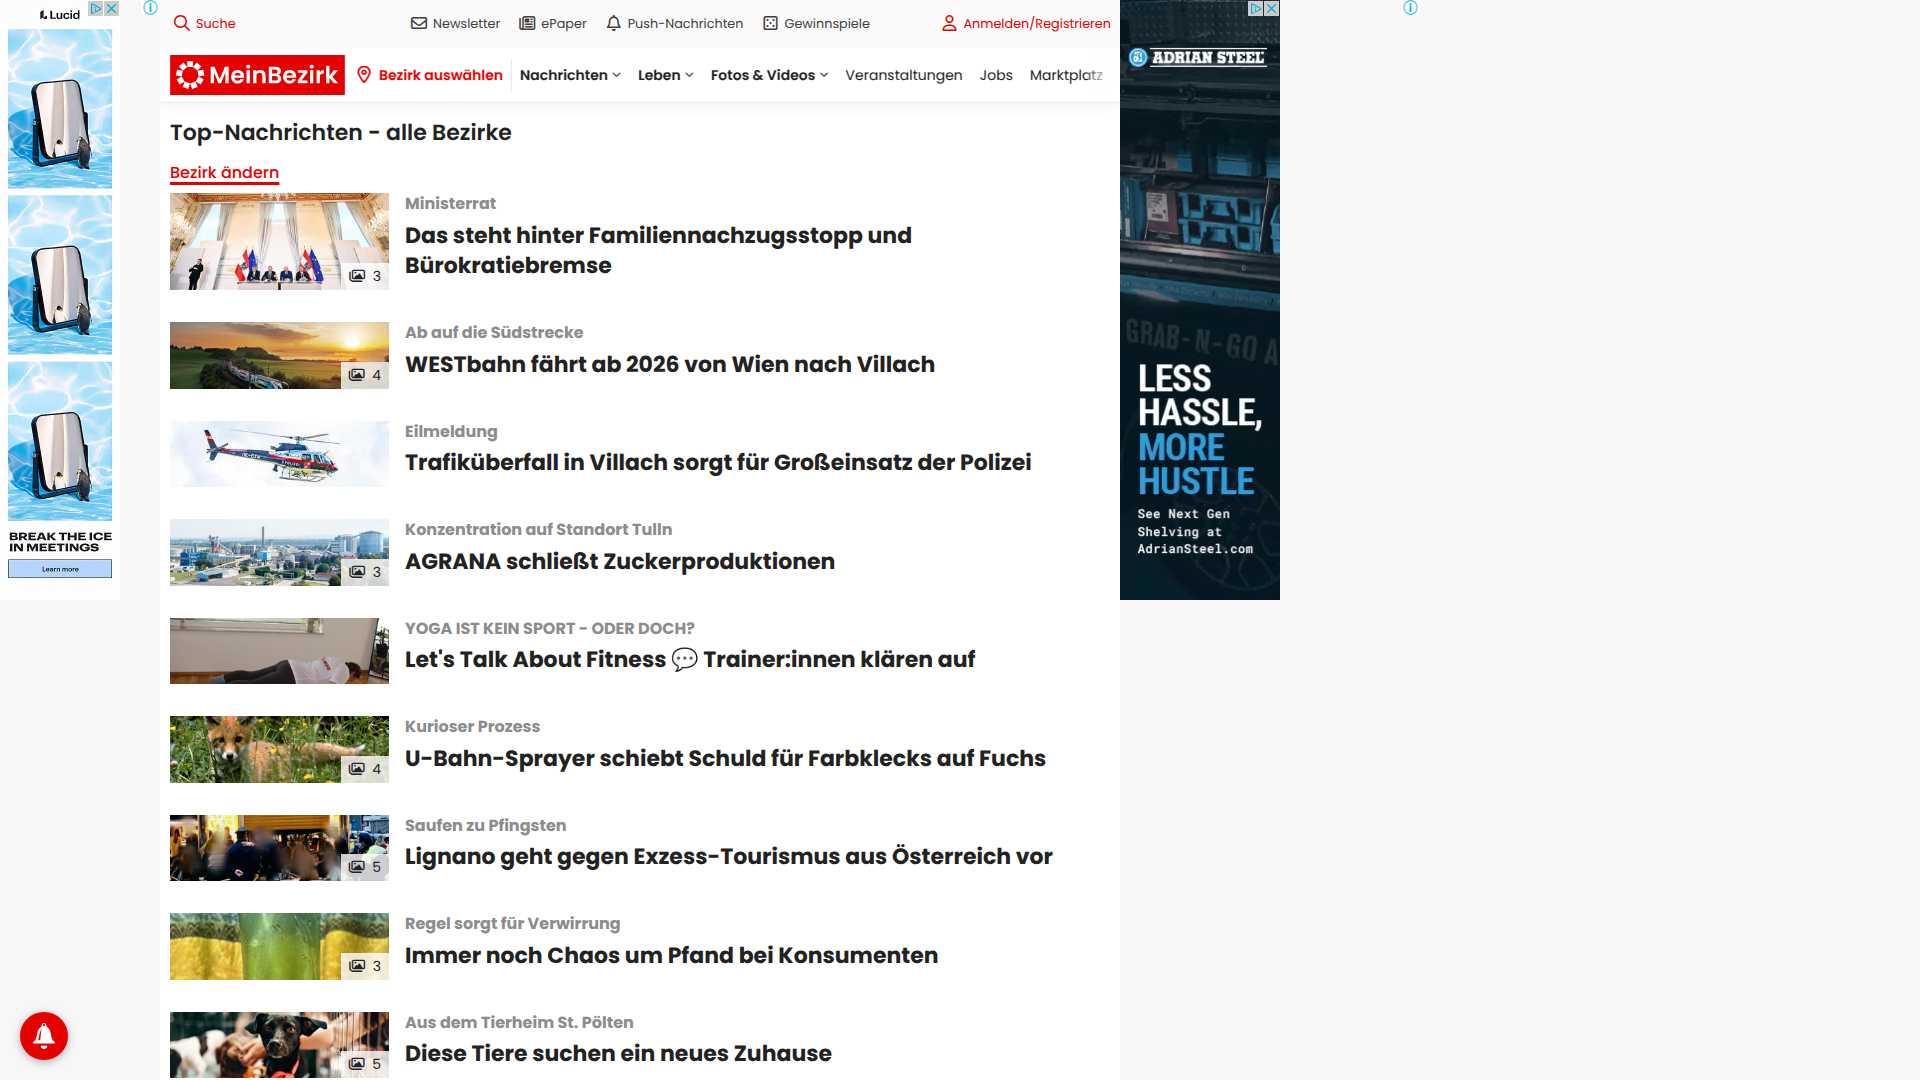 Lucid
Suche
Newsletter
ePaper
Push-Nachrichten
Gewinnspiele
Anmelden/Registrieren
MeinBezirk
Bezirk auswählen
Nachrichten
Leben
Fotos & Videos
Veranstaltungen
Jobs
Marktplatz
Top-Nachrichten - alle Bezirke
Bezirk ändern
Ministerrat
Das steht hinter Familiennachzugsstopp und
Bürokratiebremse
3
Ab auf die Südstrecke
WESTbahn fährt ab 2026 von Wien nach Villach
4
Eilmeldung
Trafiküberfall in Villach sorgt für Großeinsatz der Polizei
Konzentration auf Standort Tulln
AGRANA schließt Zuckerproduktionen
3
YOGA IST KEIN SPORT - ODER DOCH?
Let's Talk About Fitness 💬 Trainer:innen klären auf
Kurioser Prozess
U-Bahn-Sprayer schiebt Schuld für Farbklecks auf Fuchs
4
Saufen zu Pfingsten
Lignano geht gegen Exzess-Tourismus aus Österreich vor
5
Regel sorgt für Verwirrung
Immer noch Chaos um Pfand bei Konsumenten
3
Aus dem Tierheim St. Pölten
Diese Tiere suchen ein neues Zuhause
5
BREAK THE ICE
IN MEETINGS
Learn more
ADRIAN STEEL
GRAB-N-GO
LESS
HASSLE,
MORE
HUSTLE
See Next Gen
Shelving at
AdrianSteel.com